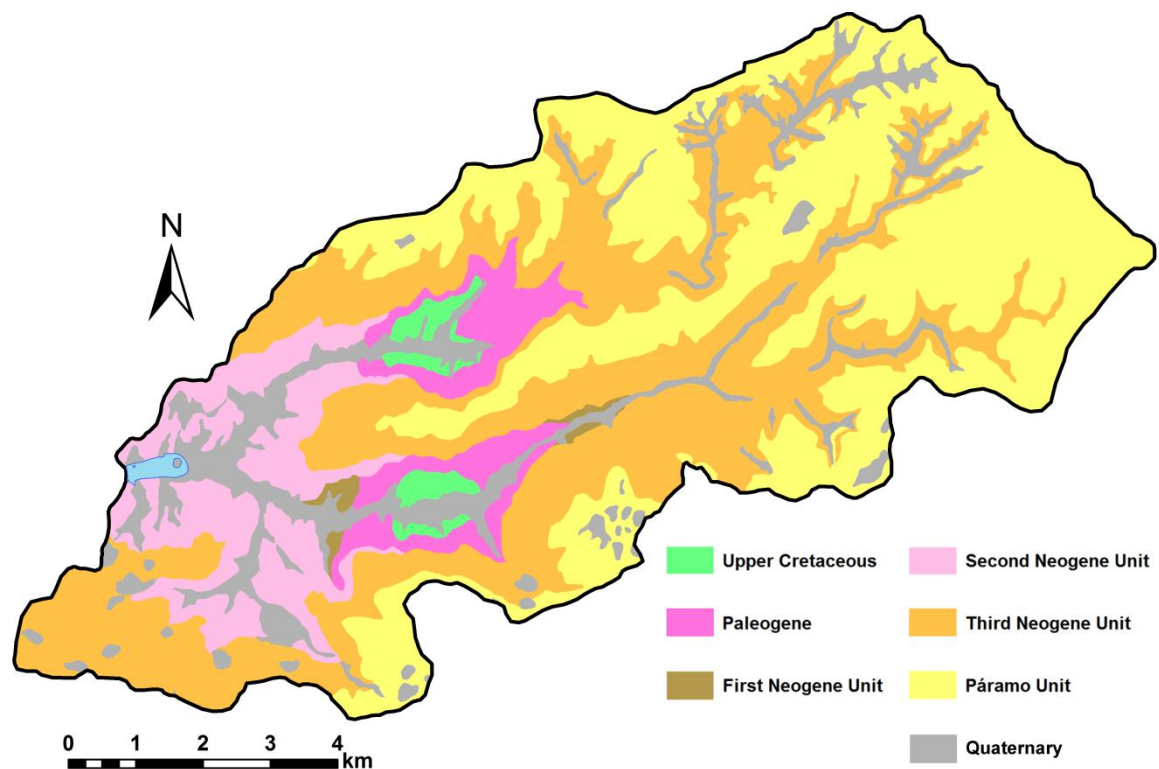 N
Upper Cretaceous
Second Neogene Unit
Paleogene
Third Neogene Unit
First Neogene Unit
Páramo Unit
Quaternary
0 1 2 3 4
km